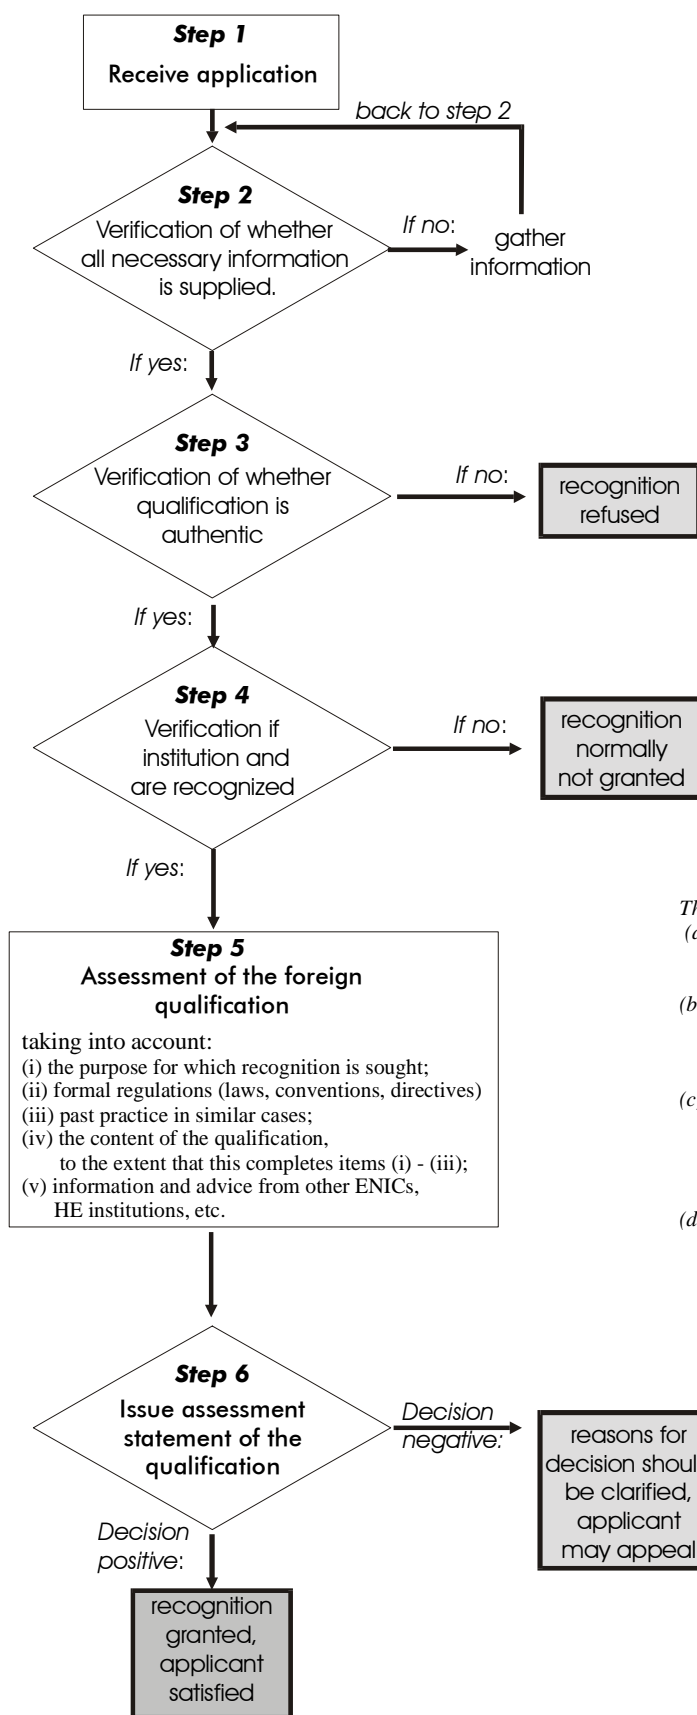 Step 1
Receive application
back to step 2
Step 2
Verification of whether
all necessary information
is supplied.
If no:
gather
information
If yes:
Step 3
Verification of whether
qualification is
authentic
If no:
recognition
refused
If yes:
Step 4
Verification if
institution and
are recognized
If no:
recognition
normally
not granted
If yes:
Step 5
Assessment of the foreign
qualification
taking into account:
(i) the purpose for which recognition is sought;
(ii) formal regulations (laws, conventions, directives)
(iii) past practice in similar cases;
(iv) the content of the qualification,
to the extent that this completes items (i) - (iii);
(v) information and advice from other ENICs,
HE institutions, etc.
Th
(a
(b
(c
(d
Step 6
Issue assessment
statement of the
qualification
Decision
negative:
reasons for
decision shoul
be clarified,
applicant
may appeal
Decision
positive:
recognition
granted,
applicant
satisfied